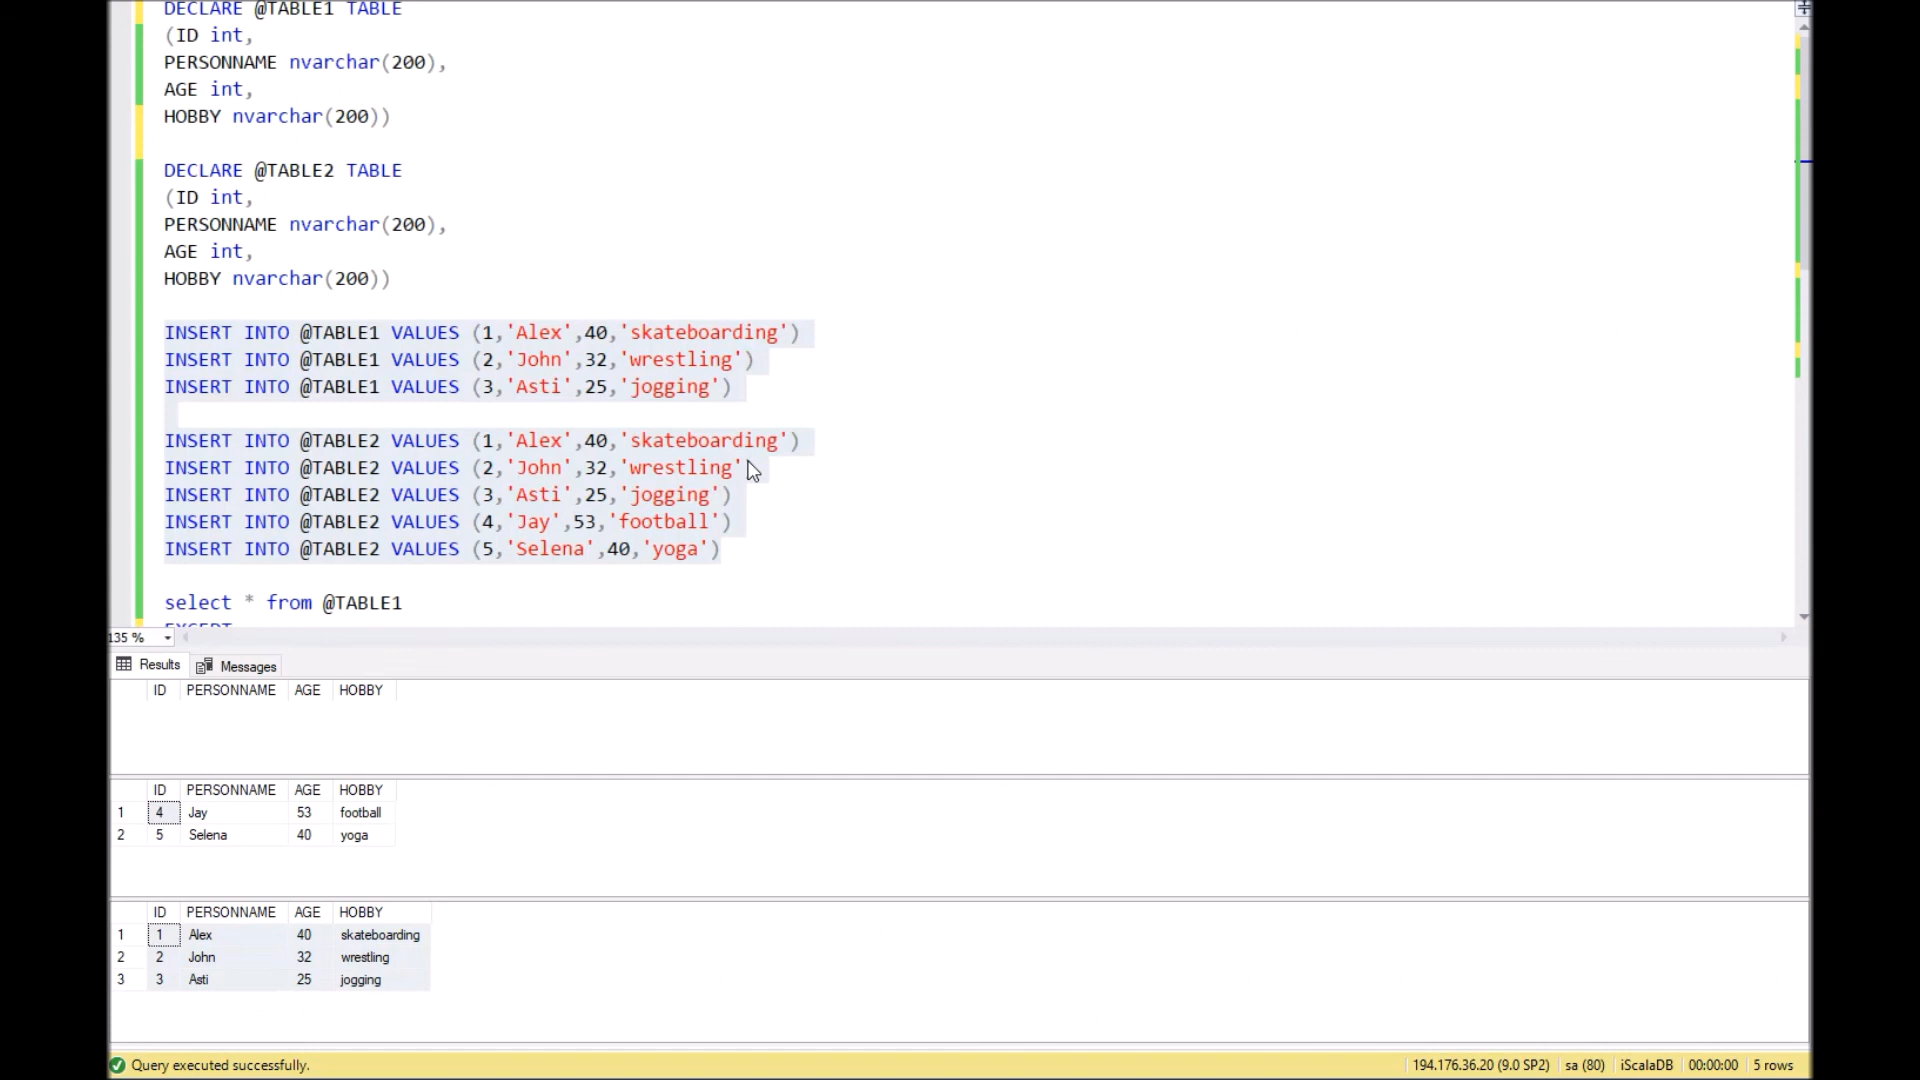 DECLARE @TABLE1 TABLE
(ID int,
PERSONNAME nvarchar(200),
AGE int,
HOBBY nvarchar(200))
DECLARE @TABLE2 TABLE
(ID int,
PERSONNAME nvarchar(200),
AGE int,
HOBBY nvarchar(200))
INSERT INTO @TABLE1 VALUES (1,'Alex',40,'skateboarding')
INSERT INTO @TABLE1 VALUES (2,'John',32,'wrestling')
INSERT INTO @TABLE1 VALUES (3,'Asti',25,'jogging')
INSERT INTO @TABLE2 VALUES (1,'Alex',40,'skateboarding')
INSERT INTO @TABLE2 VALUES (2,'John',32,'wrestling'
INSERT INTO @TABLE2 VALUES (3,'Asti',25,'jogging')
INSERT INTO @TABLE2 VALUES (4,'Jay',53,'football')
INSERT INTO @TABLE2 VALUES (5,'Selena',40,'yoga')
select * from @TABLE1
EXCEPT
135 %
Results Messages
ID PERSONNAME AGE HOBBY
ID PERSONNAME AGE HOBBY
1 4 Jay 53 football
2 5 Selena 40 yoga
ID PERSONNAME AGE HOBBY
1 1 Alex 40 skateboarding
2 2 John 32 wrestling
3 3 Asti 25 jogging
Query executed successfully. 194.176.36.20 (9.0 SP2) sa (80) iScalaDB 00:00:00 5 rows